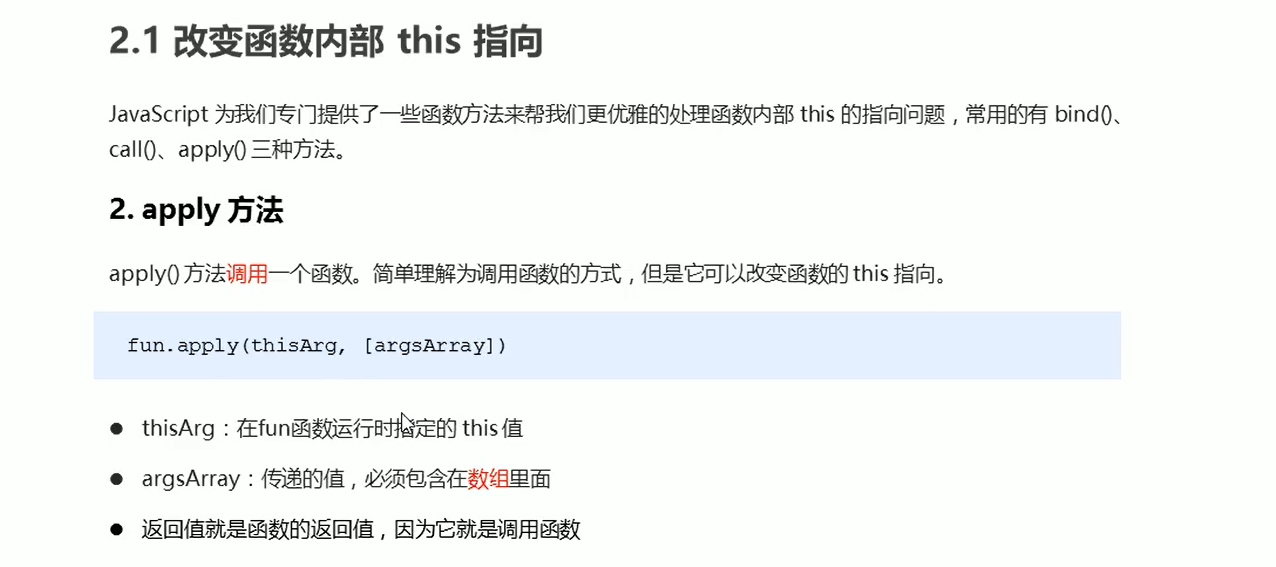 2.1 改变函数内部 this 指向
JavaScript 为我们专门提供了一些函数方法来帮我们更优雅的处理函数内部 this 的指向问题，常用的有 bind()、
call()、apply() 三种方法。
2. apply 方法
apply() 方法调用一个函数。简单理解为调用函数的方式，但是它可以改变函数的 this 指向。
fun.apply(thisArg, [argsArray])
● thisArg：在fun函数运行时指定的 this 值
● argsArray：传递的值，必须包含在数组里面
● 返回值就是函数的返回值，因为它就是调用函数